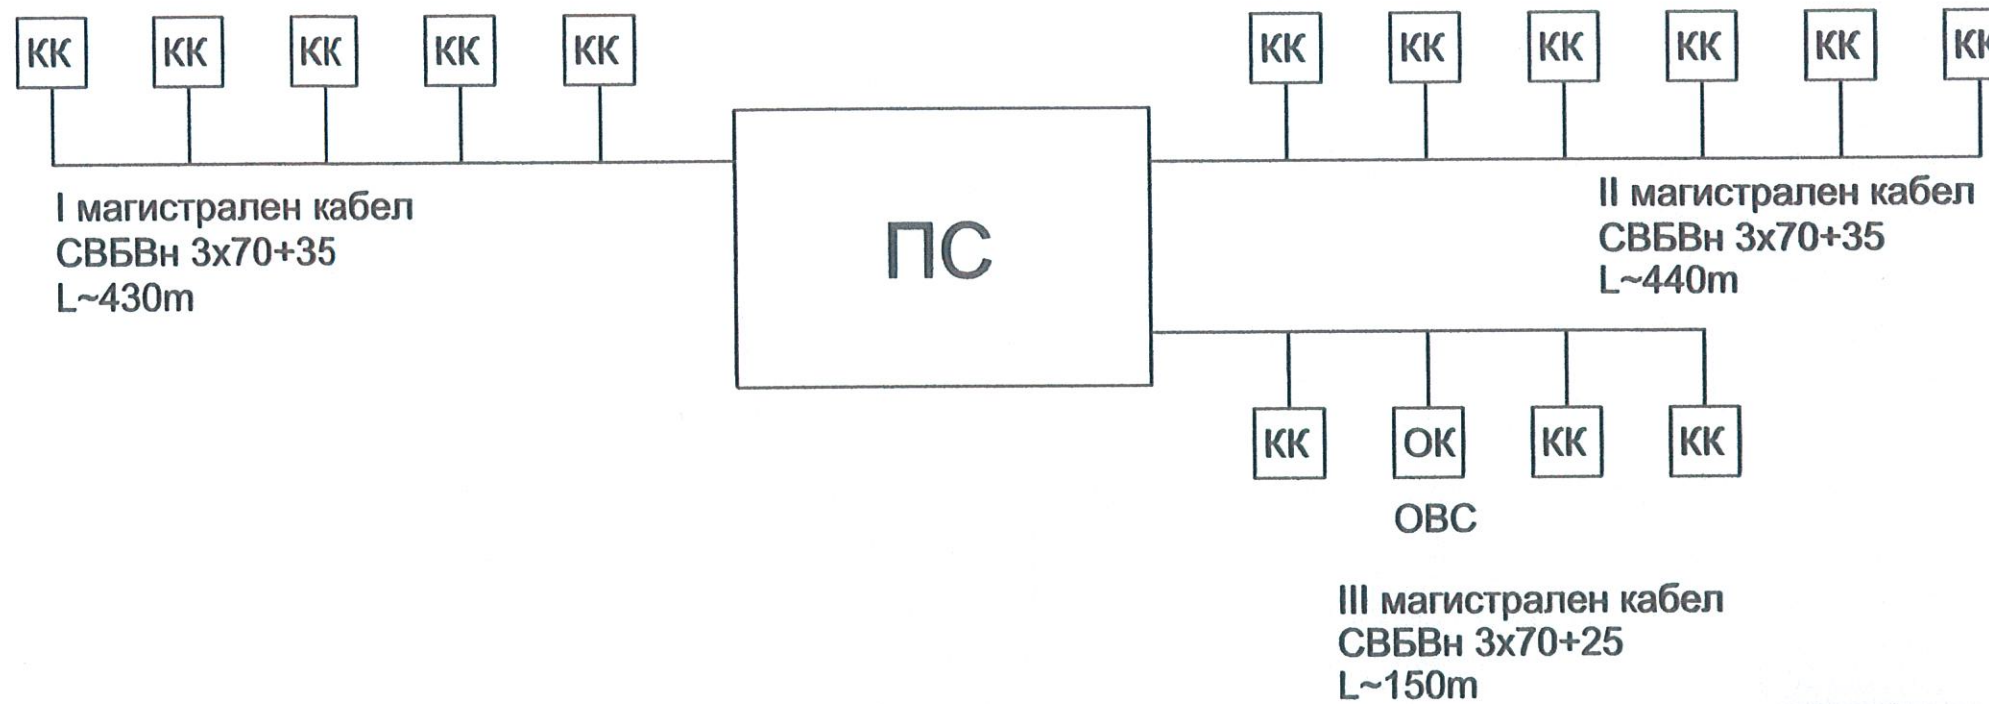 КК КК КК КК КК
КК КК КК КК КК КК
I магистрален кабел
СВБВн 3х70+35
L~430m
ПС
II магистрален кабел
СВБВн 3х70+35
L~440m
КК ОК КК КК
ОВС
III магистрален кабел
СВБВн 3х70+25
L~150m